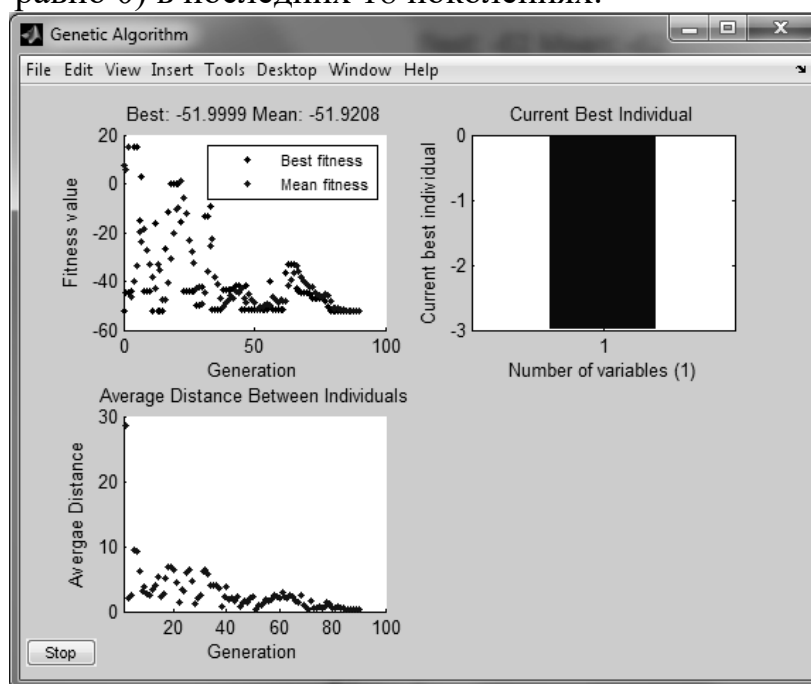 равно 0) в последних 18 поколениях.
Genetic Algorithm
File Edit View Insert Tools Desktop Window Help
Best: -51.9999 Mean: -51.9208
20
0
-20
-40
-60
Fitness value
Best fitness
Mean fitness
0 50 100
Generation
Current Best Individual
0
-1
-2
-3
Current best individual
1
Number of variables (1)
Average Distance Between Individuals
30
20
10
0
Avergae Distance
20 40 60 80 100
Generation
Stop